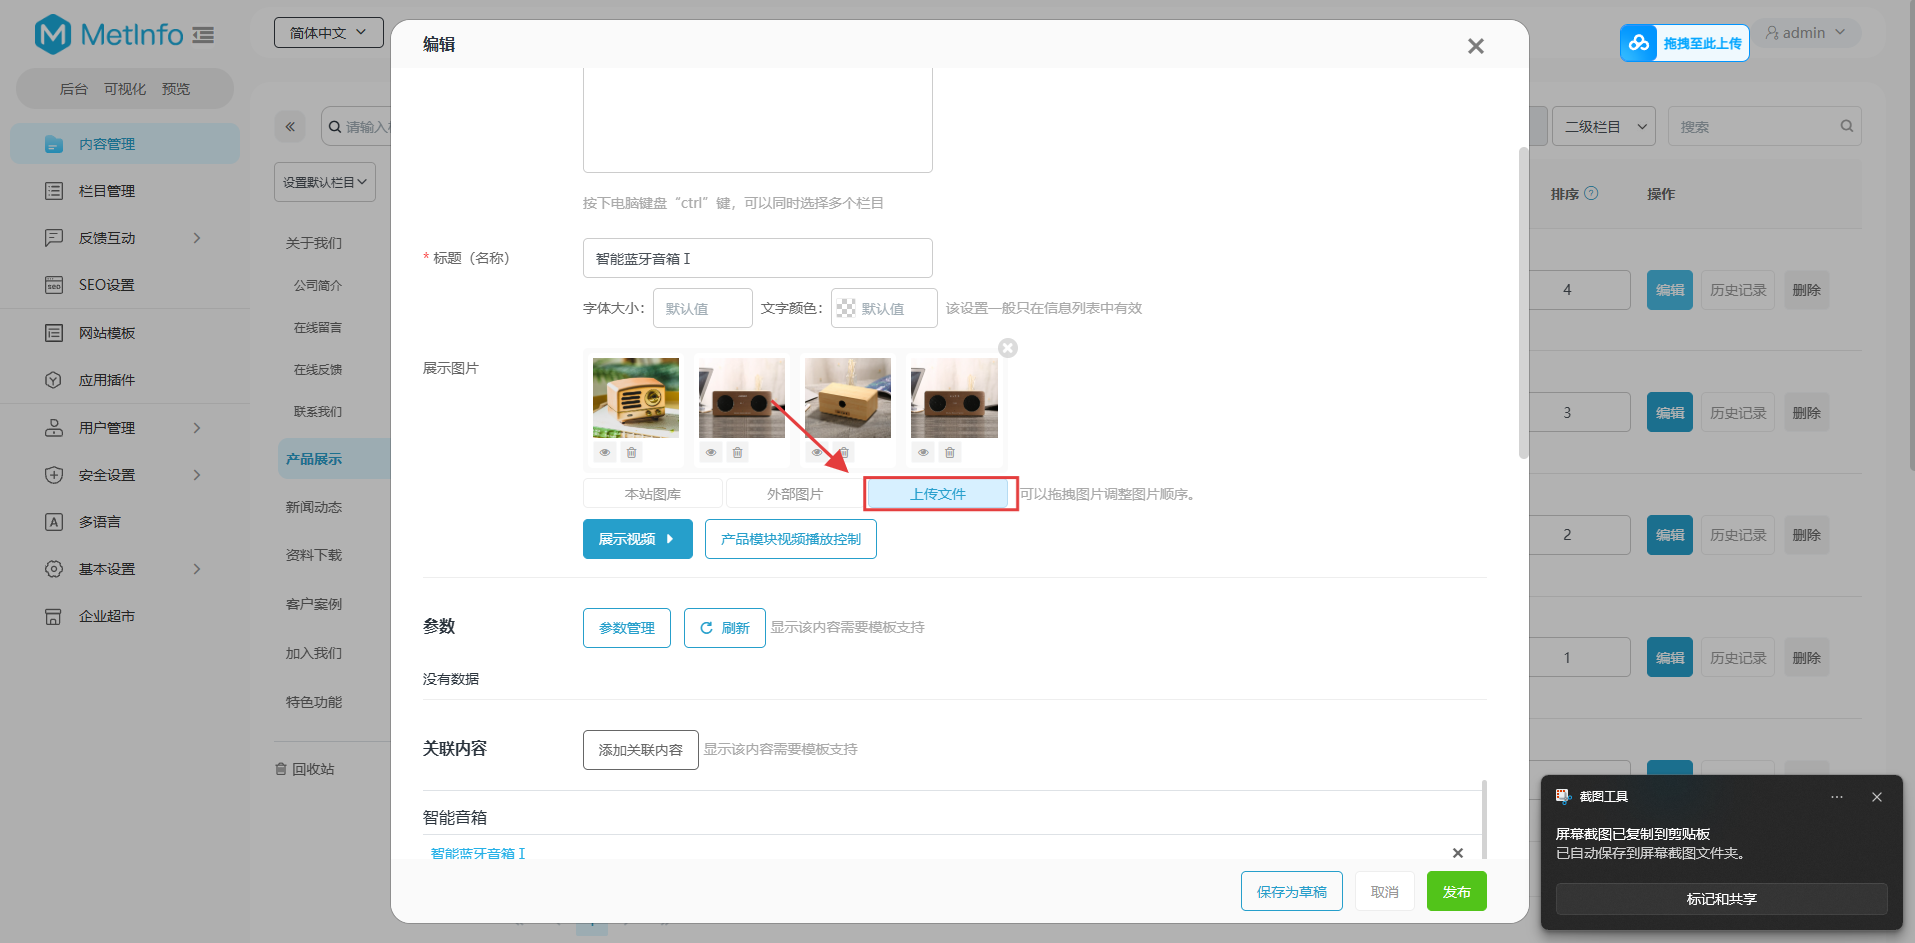 MetInfo
简体中文
后台 可视化 预览
内容管理
栏目管理
反馈互动
SEO设置
网站模板
应用插件
用户管理
安全设置
多语言
基本设置
企业超市
请输入
设置默认栏目
关于我们
公司简介
在线留言
在线反馈
联系我们
产品展示
新闻动态
资料下载
客户案例
加入我们
特色功能
回收站
编辑
按下电脑键盘“ctrl”键，可以同时选择多个栏目
* 标题（名称）
智能蓝牙音箱 I
字体大小： 默认值 文字颜色： 默认值 该设置一般只在信息列表中有效
展示图片
本站图库 外部图片 上传文件 可以拖拽图片调整图片顺序。
展示视频 产品模块视频播放控制
参数 参数管理 刷新 显示该内容需要模板支持
没有数据
关联内容 添加关联内容 显示该内容需要模板支持
智能音箱
智能蓝牙音箱 I
保存为草稿 取消 发布
拖拽至此上传
admin
二级栏目 搜索
排序 ? 操作
4 编辑 历史记录 删除
3 编辑 历史记录 删除
2 编辑 历史记录 删除
1 编辑 历史记录 删除
截图工具
屏幕截图已复制到剪贴板
已自动保存到屏幕截图文件夹。
标记和共享